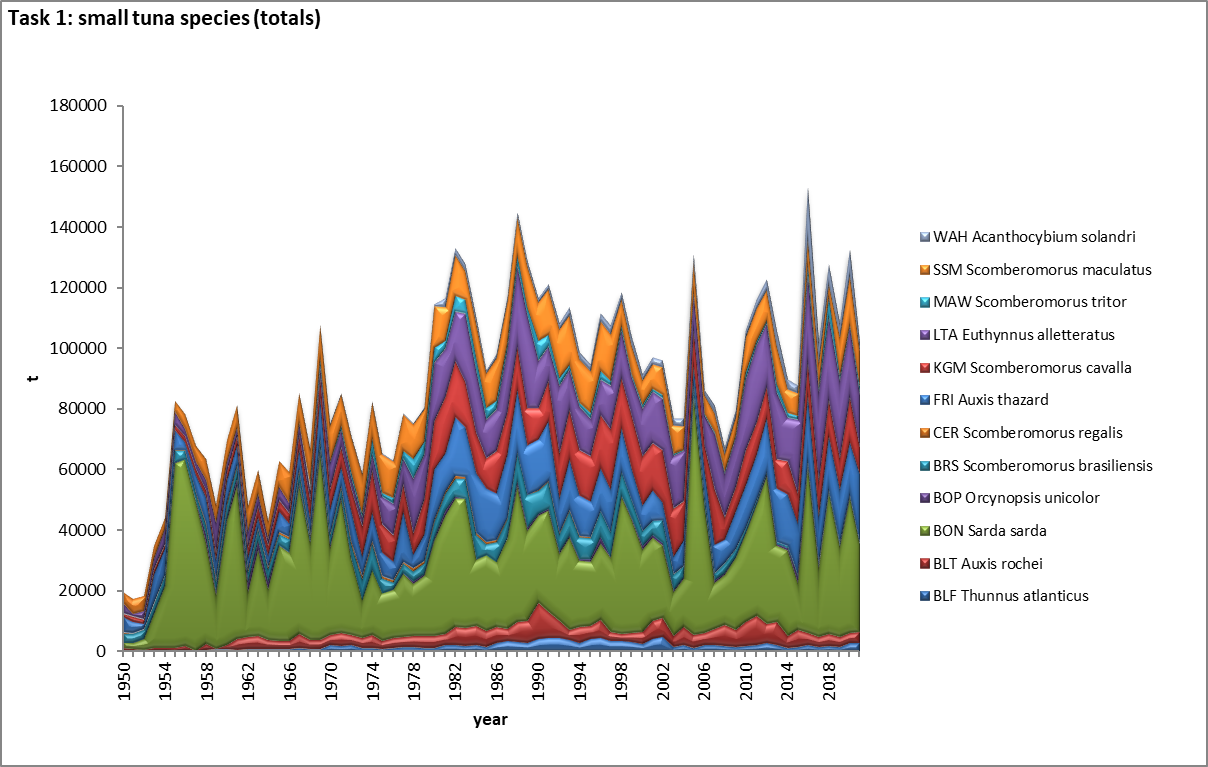 Task 1: small tuna species (totals)
180000
160000
140000
120000
100000
80000
60000
40000
20000
0
t
1950
1954
1958
1962
1966
1970
1974
1978
1982
1986
1990
1994
1998
2002
2006
2010
2014
2018
year
WAH Acanthocybium solandri
SSM Scomberomorus maculatus
MAW Scomberomorus tritor
LTA Euthynnus alletteratus
KGM Scomberomorus cavalla
FRI Auxis thazard
CER Scomberomorus regalis
BRS Scomberomorus brasiliensis
BOP Orcynopsis unicolor
BON Sarda sarda
BLT Auxis rochei
BLF Thunnus atlanticus